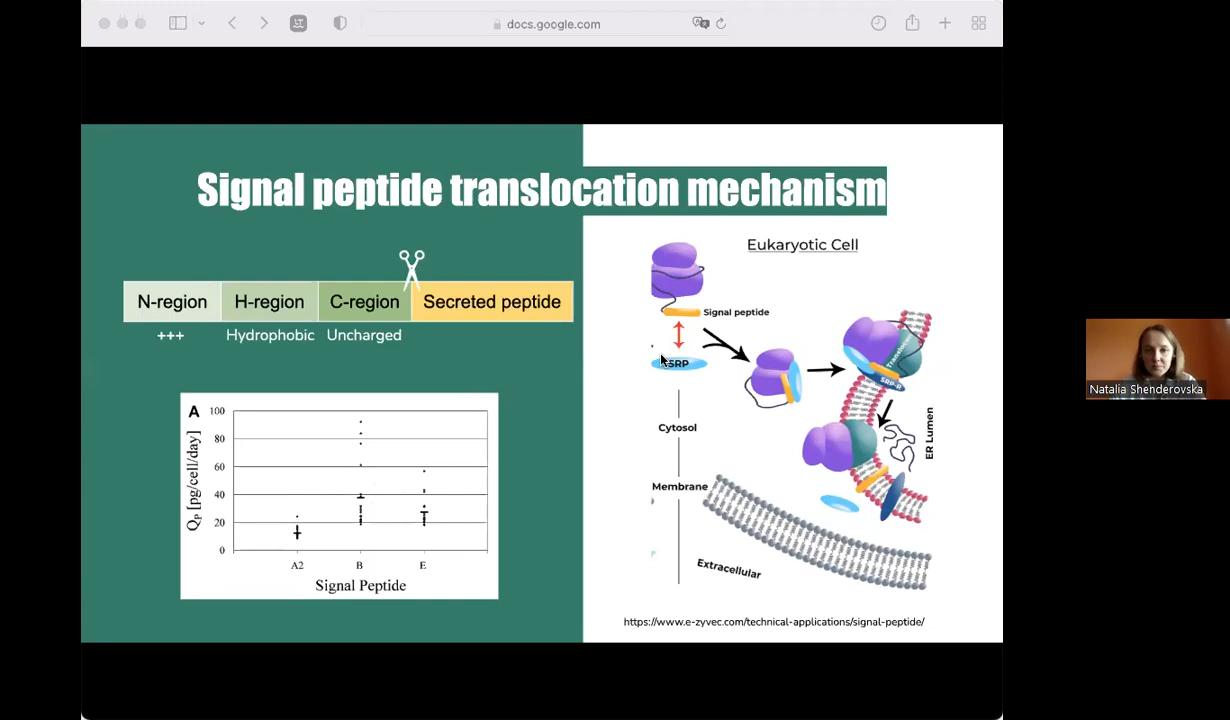 docs.google.com
Signal peptide translocation mechanism
N-region H-region C-region Secreted peptide
+++ Hydrophobic Uncharged
A
100
80
60
40
20
0
Qp [pg/cell/day]
A2 B E
Signal Peptide
Eukaryotic Cell
Signal peptide
SRP
Translocon
SRP-R
Cytosol
ER Lumen
Membrane
Extracellular
https://www.e-zyvec.com/technical-applications/signal-peptide/
Natalia Shenderovska